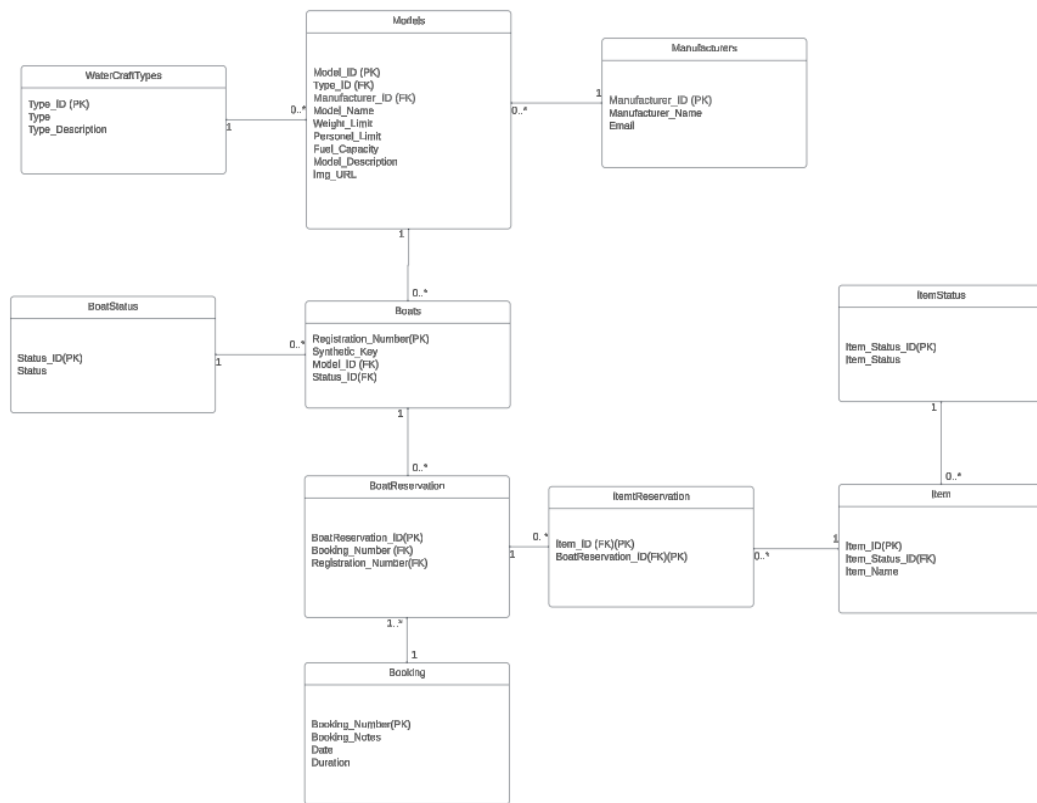 Models
Model_ID (PK)
Type_ID (FK)
Manufacturer_ID (FK)
Model_Name
Weight_Limit
Personel_Limit
Fuel_Capacity
Model_Description
Img_URL
Manufacturers
Manufacturer_ID (PK)
Manufacturer_Name
Email
WaterCraftTypes
Type_ID (PK)
Type
Type_Description
1
0..*
1
0..*
1
0..*
BoatStatus
Status_ID(PK)
Status
1
0..*
Boats
Registration_Number(PK)
Synthetic_Key
Model_ID (FK)
Status_ID(FK)
1
0..*
ItemStatus
Item_Status_ID(PK)
Item_Status
1
0..*
BoatReservation
BoatReservation_ID(PK)
Booking_Number (FK)
Registration_Number(FK)
1
0..*
ItemtReservation
Item_ID (FK)(PK)
BoatReservation_ID(FK)(PK)
1
0..*
Item
Item_ID(PK)
Item_Status_ID(FK)
Item_Name
1..*
1
Booking
Booking_Number(PK)
Booking_Notes
Date
Duration